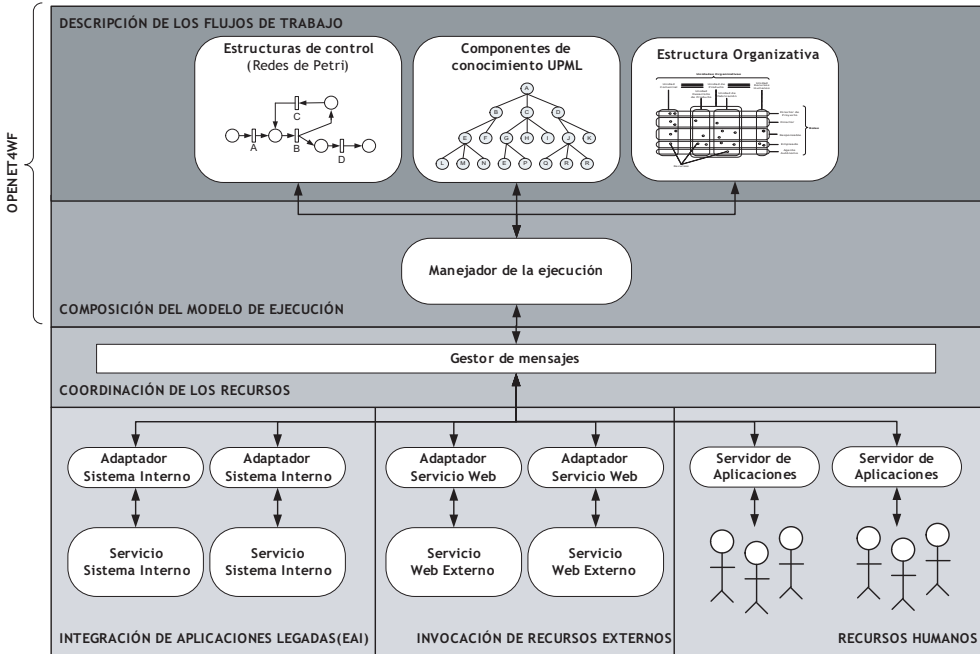 OPENET4WF
DESCRIPCIÓN DE LOS FLUJOS DE TRABAJO
Estructuras de control
(Redes de Petri)
A
B
C
D
Componentes de
conocimiento UPML
A
B C D
E F G H I J K
L M N E P Q R R
Estructura Organizativa
Unidades Organizativas
Manejador de la ejecución
COMPOSICIÓN DEL MODELO DE EJECUCIÓN
Gestor de mensajes
COORDINACIÓN DE LOS RECURSOS
Adaptador
Sistema Interno
Adaptador
Sistema Interno
Adaptador
Servicio Web
Adaptador
Servicio Web
Servidor de
Aplicaciones
Servidor de
Aplicaciones
Servicio
Sistema Interno
Servicio
Sistema Interno
Servicio
Web Externo
Servicio
Web Externo
INTEGRACIÓN DE APLICACIONES LEGADAS(EAI)
INVOCACIÓN DE RECURSOS EXTERNOS
RECURSOS HUMANOS